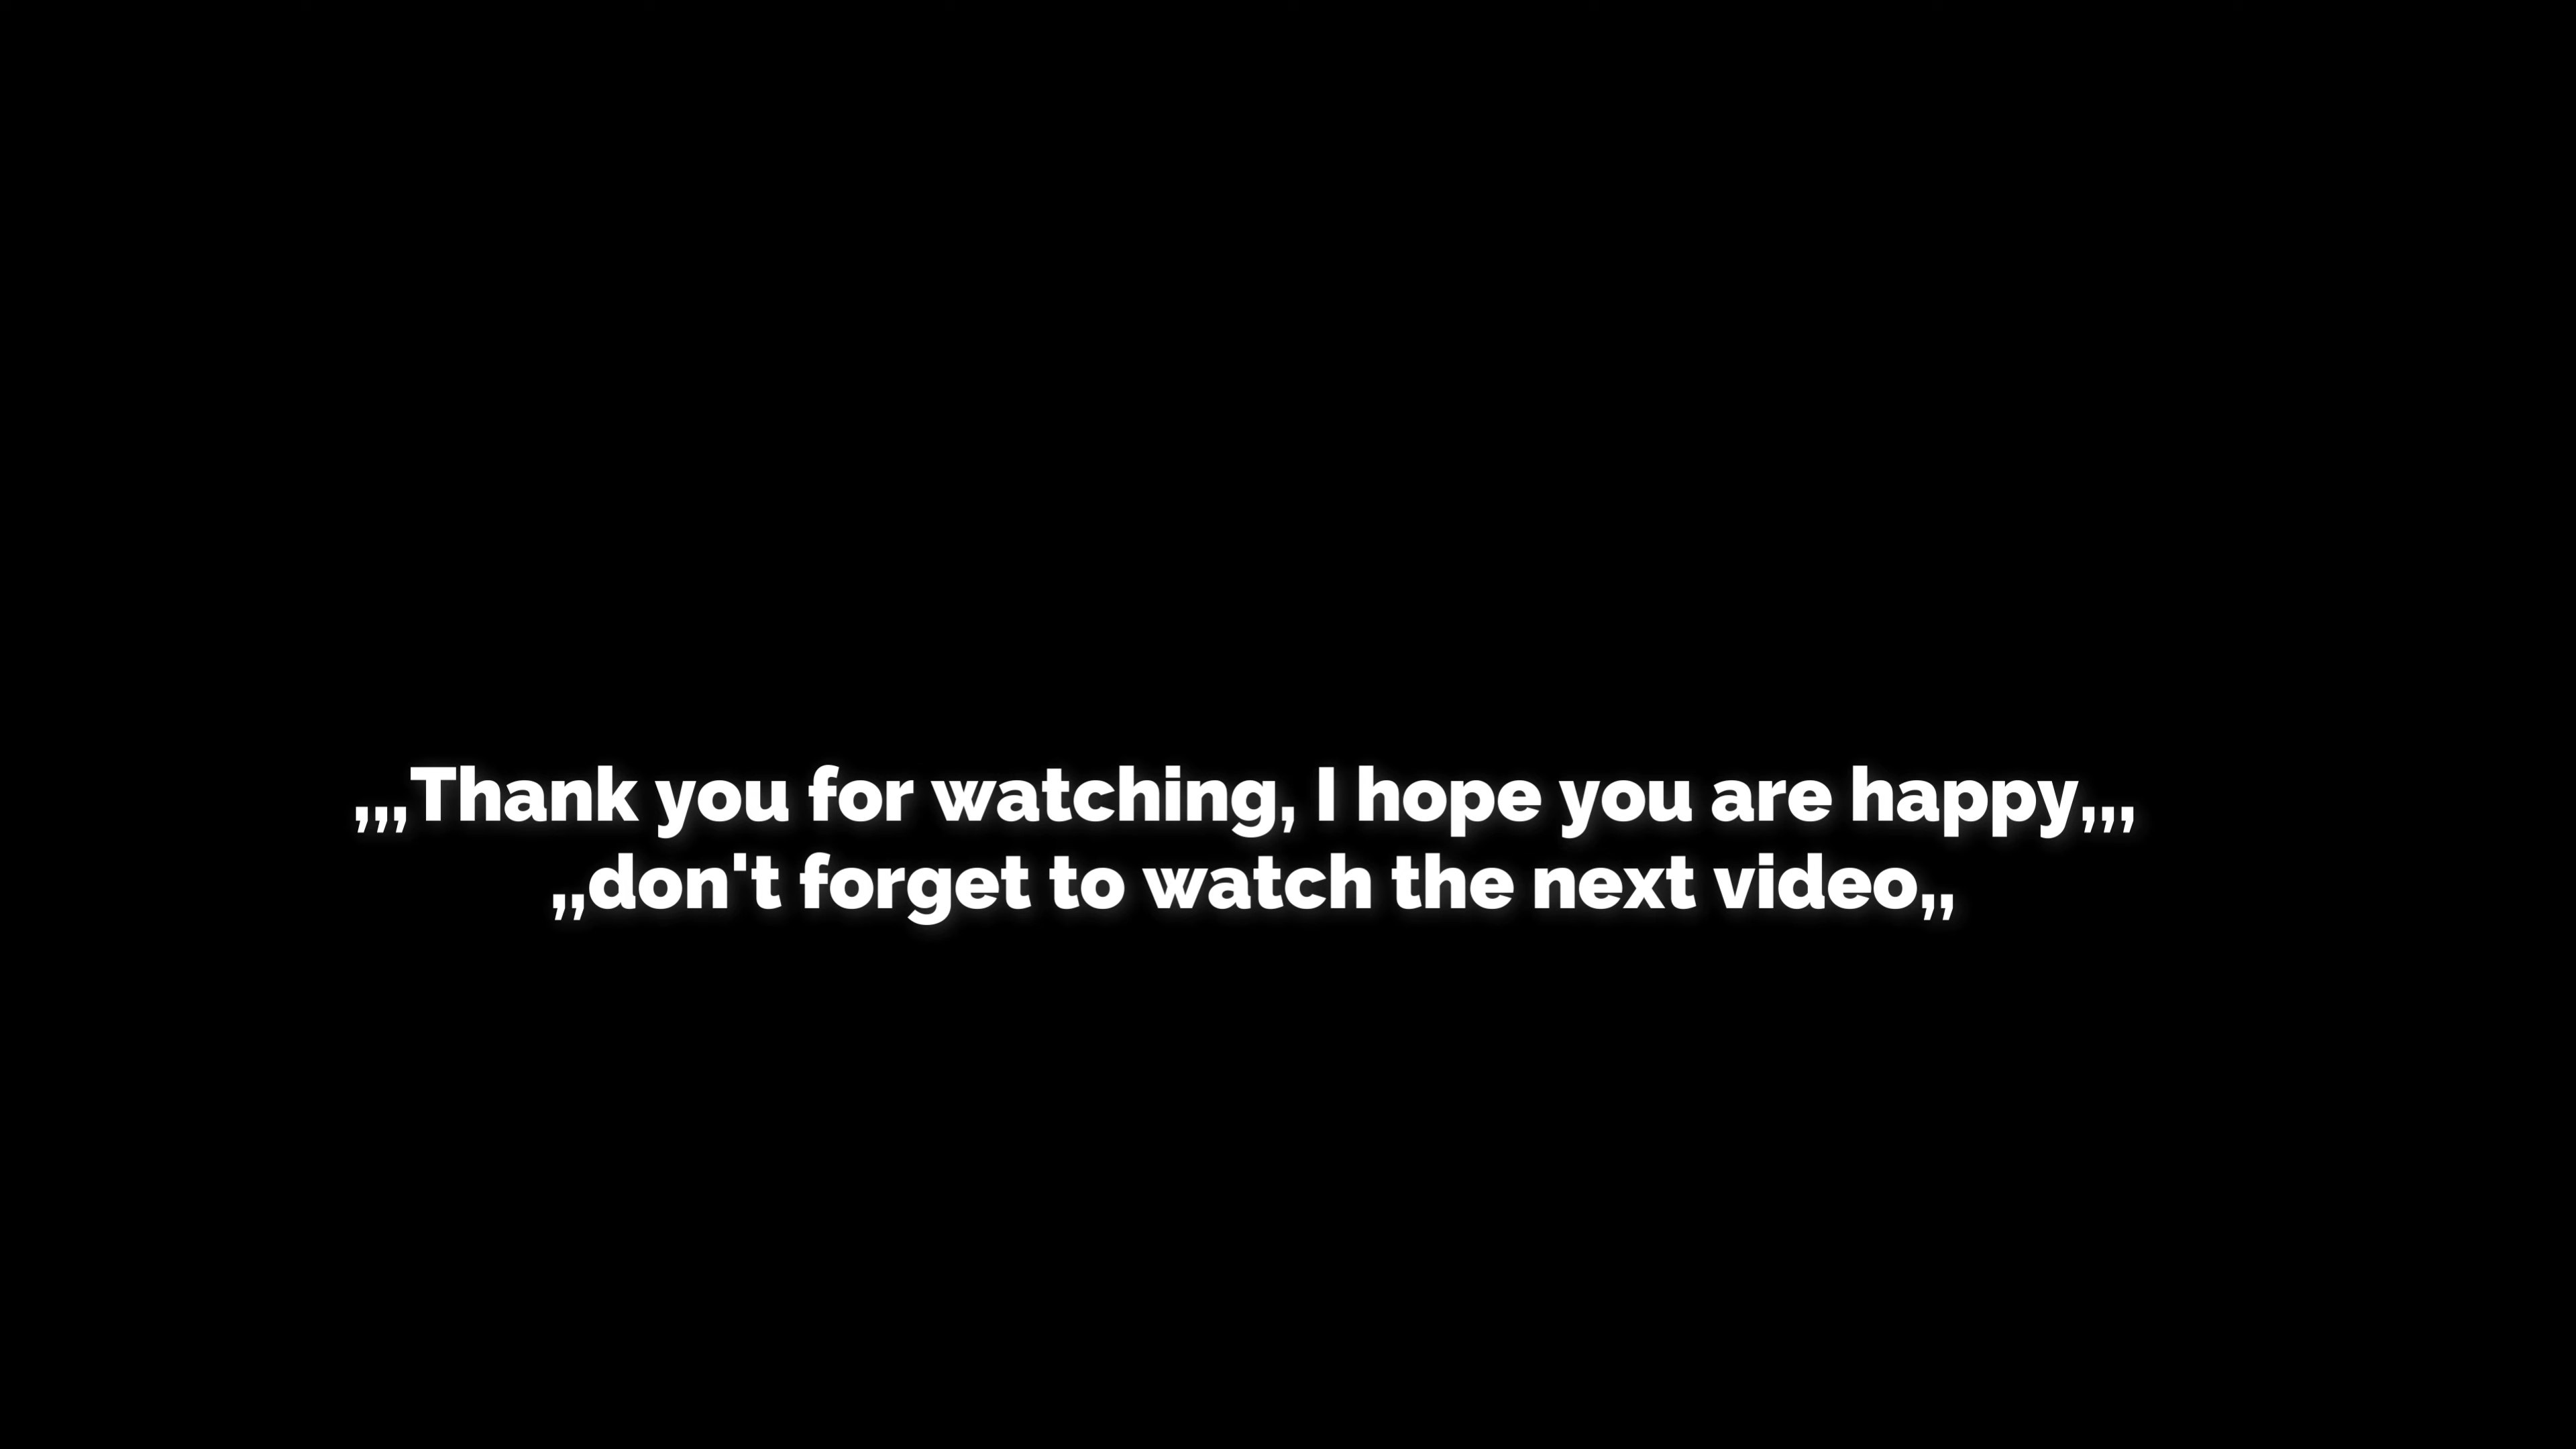 ,,,Thank you for watching, I hope you are happy,,,
,,don't forget to watch the next video,,